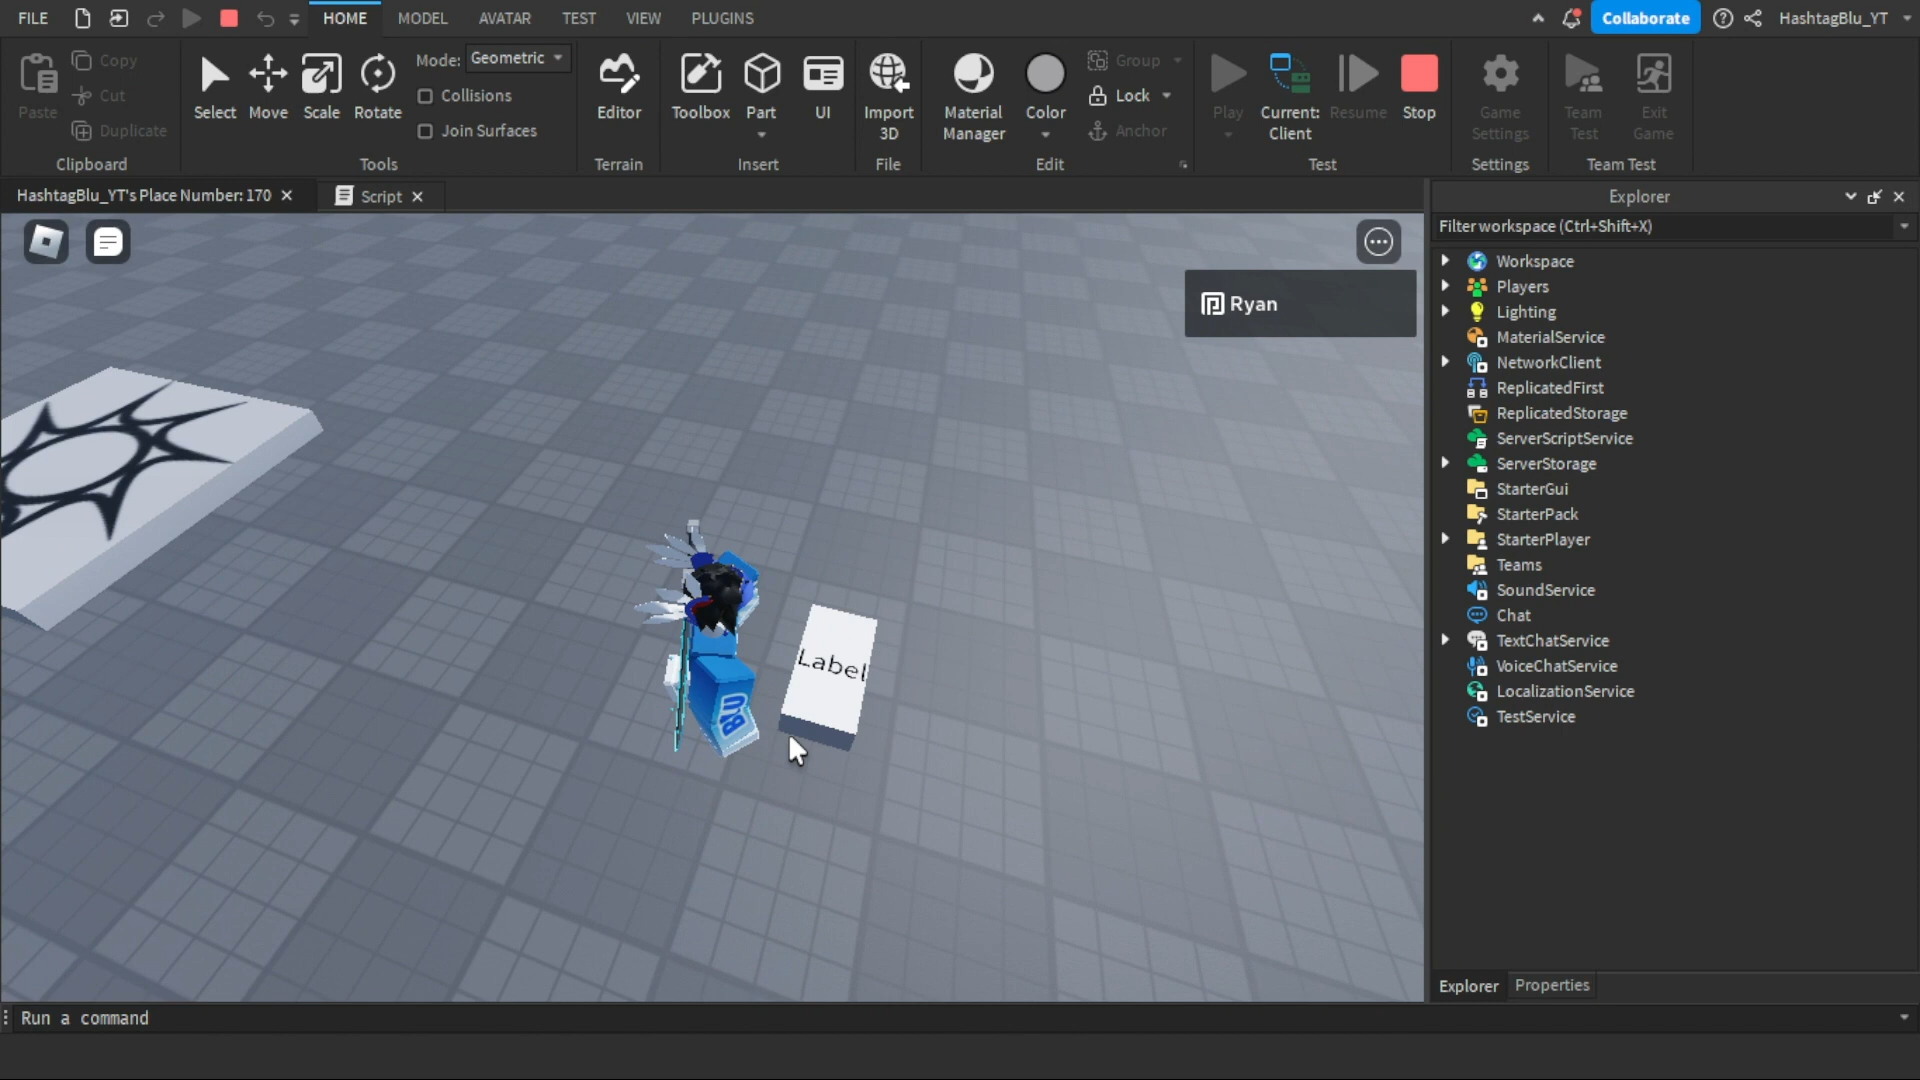 FILE
HOME
MODEL
AVATAR
TEST
VIEW
PLUGINS
Collaborate
HashtagBlu_YT
Paste
Copy
Cut
Duplicate
Clipboard
Select
Move
Scale
Rotate
Mode: Geometric
Collisions
Join Surfaces
Tools
Editor
Terrain
Toolbox
Part
UI
Insert
Import
3D
File
Material
Manager
Color
Group
Lock
Anchor
Edit
Play
Current:
Client
Resume
Stop
Test
Game
Settings
Settings
Team
Test
Exit
Game
Team Test
HashtagBlu_YT's Place Number: 170
Script
Ryan
Label
BLU
Explorer
Filter workspace (Ctrl+Shift+X)
Workspace
Players
Lighting
MaterialService
NetworkClient
ReplicatedFirst
ReplicatedStorage
ServerScriptService
ServerStorage
StarterGui
StarterPack
StarterPlayer
Teams
SoundService
Chat
TextChatService
VoiceChatService
LocalizationService
TestService
Explorer
Properties
Run a command